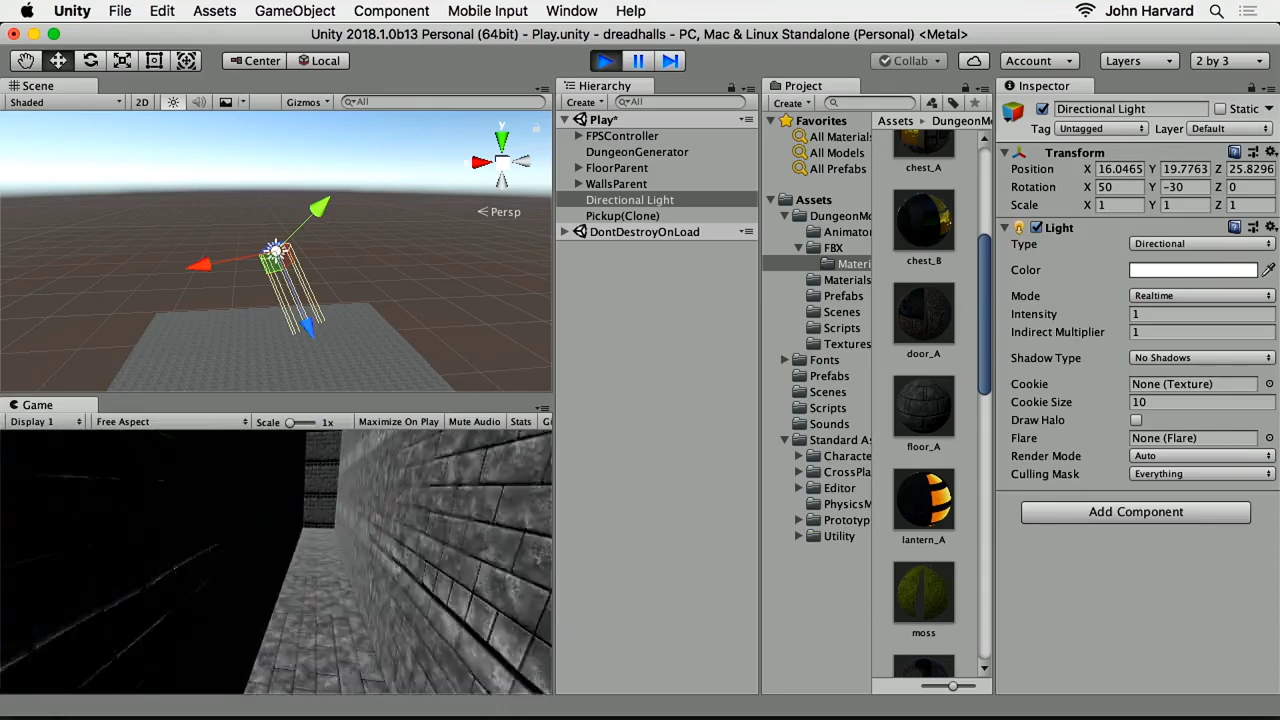 Unity File Edit Assets GameObject Component Mobile Input Window Help John Harvard
Unity 2018.1.0b13 Personal (64bit) - Play.unity - dreadhalls - PC, Mac & Linux Standalone (Personal) <Metal>
Center Local Collab Account Layers 2 by 3
Scene
Shaded 2D Gizmos All
y
Persp
Game
Display 1 Free Aspect Scale 1x Maximize On Play Mute Audio Stats
Hierarchy
Create All
Play*
FPSController
DungeonGenerator
FloorParent
WallsParent
Directional Light
Pickup(Clone)
DontDestroyOnLoad
Project
Create
Favorites
All Materials
All Models
All Prefabs
Assets
DungeonMo
Animator
FBX
Materi
Materials
Prefabs
Scenes
Scripts
Textures
Fonts
Prefabs
Scenes
Scripts
Sounds
Standard As
Characte
CrossPla
Editor
PhysicsM
Prototyp
Utility
Assets DungeonMo
chest_A
chest_B
door_A
floor_A
lantern_A
moss
Inspector
Directional Light Static
Tag Untagged Layer Default
Transform
Position X 16.0465 Y 19.7763 Z 25.8296
Rotation X 50 Y -30 Z 0
Scale X 1 Y 1 Z 1
Light
Type Directional
Color
Mode Realtime
Intensity 1
Indirect Multiplier 1
Shadow Type No Shadows
Cookie None (Texture)
Cookie Size 10
Draw Halo
Flare None (Flare)
Render Mode Auto
Culling Mask Everything
Add Component